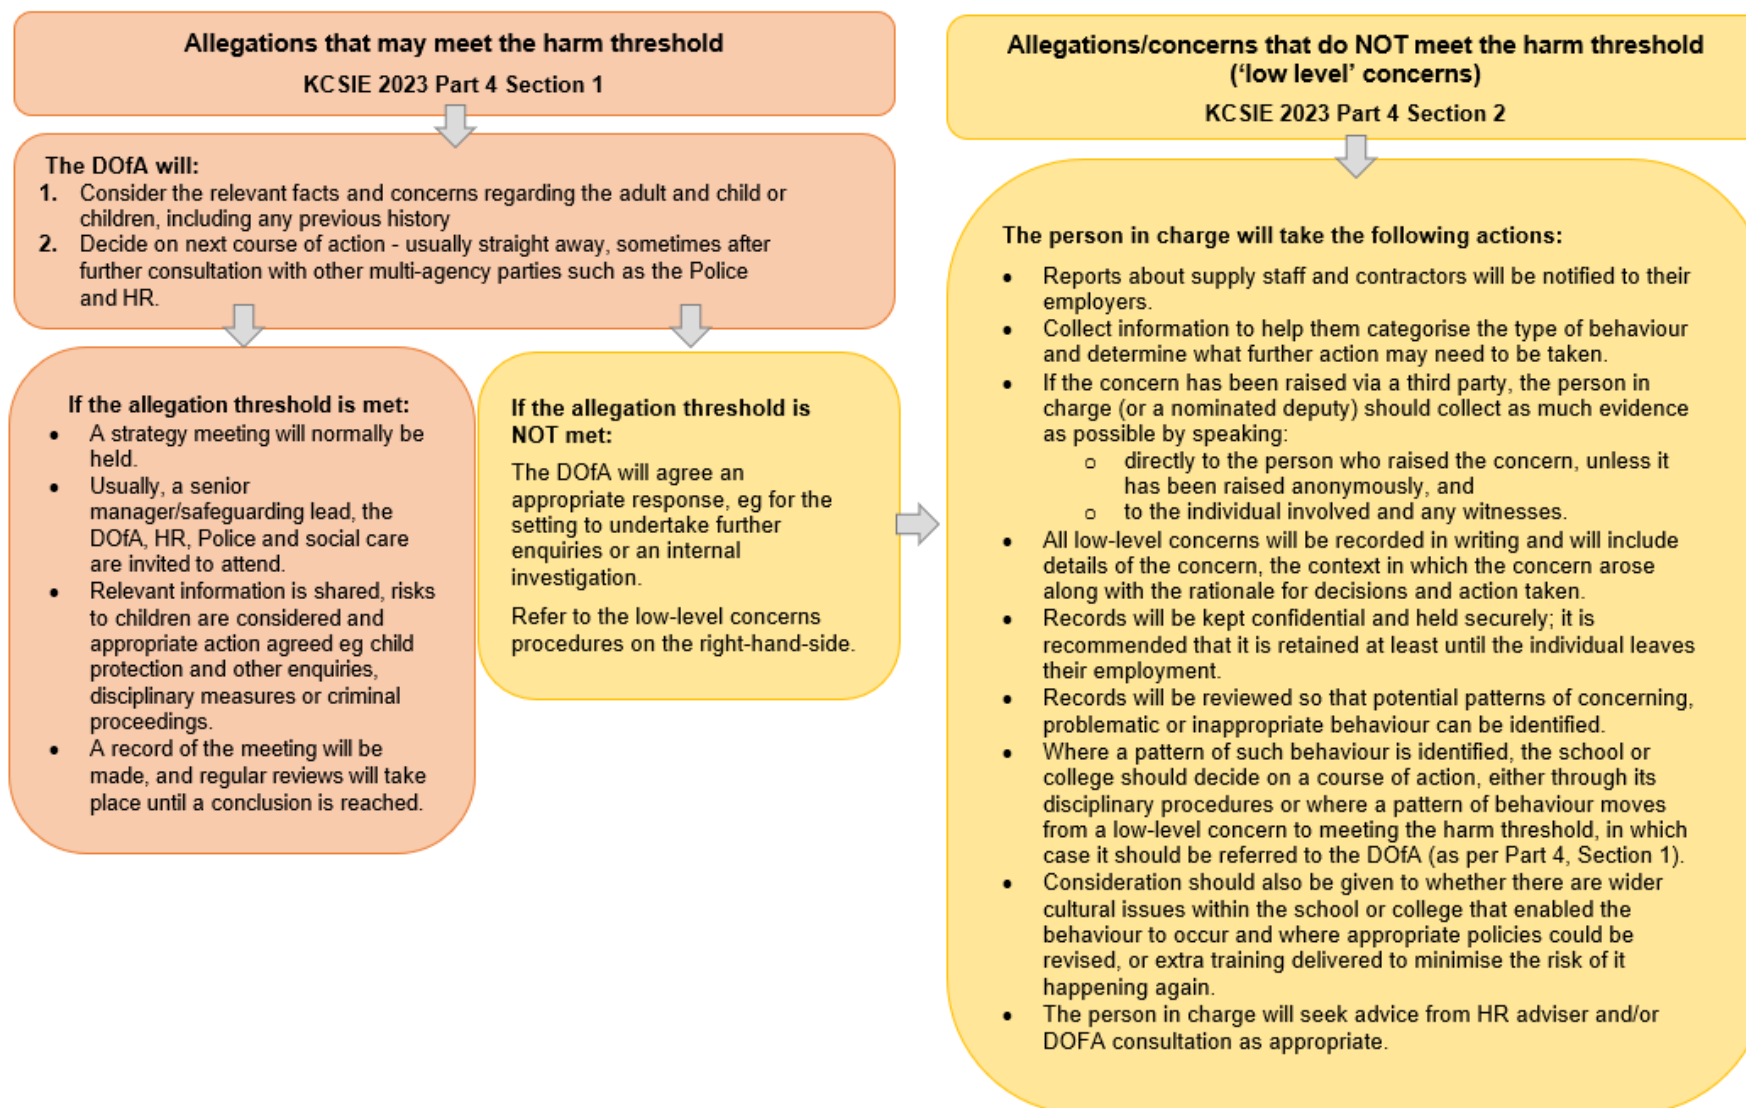 Allegations that may meet the harm threshold
KCSIE 2023 Part 4 Section 1
The DOfA will:
1. Consider the relevant facts and concerns regarding the adult and child or
children, including any previous history
2. Decide on next course of action - usually straight away, sometimes after
further consultation with other multi-agency parties such as the Police
and HR.
If the allegation threshold is met:
• A strategy meeting will normally be
held.
• Usually, a senior
manager/safeguarding lead, the
DOfA, HR, Police and social care
are invited to attend.
• Relevant information is shared, risks
to children are considered and
appropriate action agreed eg child
protection and other enquiries,
disciplinary measures or criminal
proceedings.
• A record of the meeting will be
made, and regular reviews will take
place until a conclusion is reached.
If the allegation threshold is
NOT met:
The DOfA will agree an
appropriate response, eg for the
setting to undertake further
enquiries or an internal
investigation.
Refer to the low-level concerns
procedures on the right-hand-side.
Allegations/concerns that do NOT meet the harm threshold
(‘low level’ concerns)
KCSIE 2023 Part 4 Section 2
The person in charge will take the following actions:
• Reports about supply staff and contractors will be notified to their
employers.
• Collect information to help them categorise the type of behaviour
and determine what further action may need to be taken.
• If the concern has been raised via a third party, the person in
charge (or a nominated deputy) should collect as much evidence
as possible by speaking:
o directly to the person who raised the concern, unless it
has been raised anonymously, and
o to the individual involved and any witnesses.
• All low-level concerns will be recorded in writing and will include
details of the concern, the context in which the concern arose
along with the rationale for decisions and action taken.
• Records will be kept confidential and held securely; it is
recommended that it is retained at least until the individual leaves
their employment.
• Records will be reviewed so that potential patterns of concerning,
problematic or inappropriate behaviour can be identified.
• Where a pattern of such behaviour is identified, the school or
college should decide on a course of action, either through its
disciplinary procedures or where a pattern of behaviour moves
from a low-level concern to meeting the harm threshold, in which
case it should be referred to the DOfA (as per Part 4, Section 1).
• Consideration should also be given to whether there are wider
cultural issues within the school or college that enabled the
behaviour to occur and where appropriate policies could be
revised, or extra training delivered to minimise the risk of it
happening again.
• The person in charge will seek advice from HR adviser and/or
DOFA consultation as appropriate.